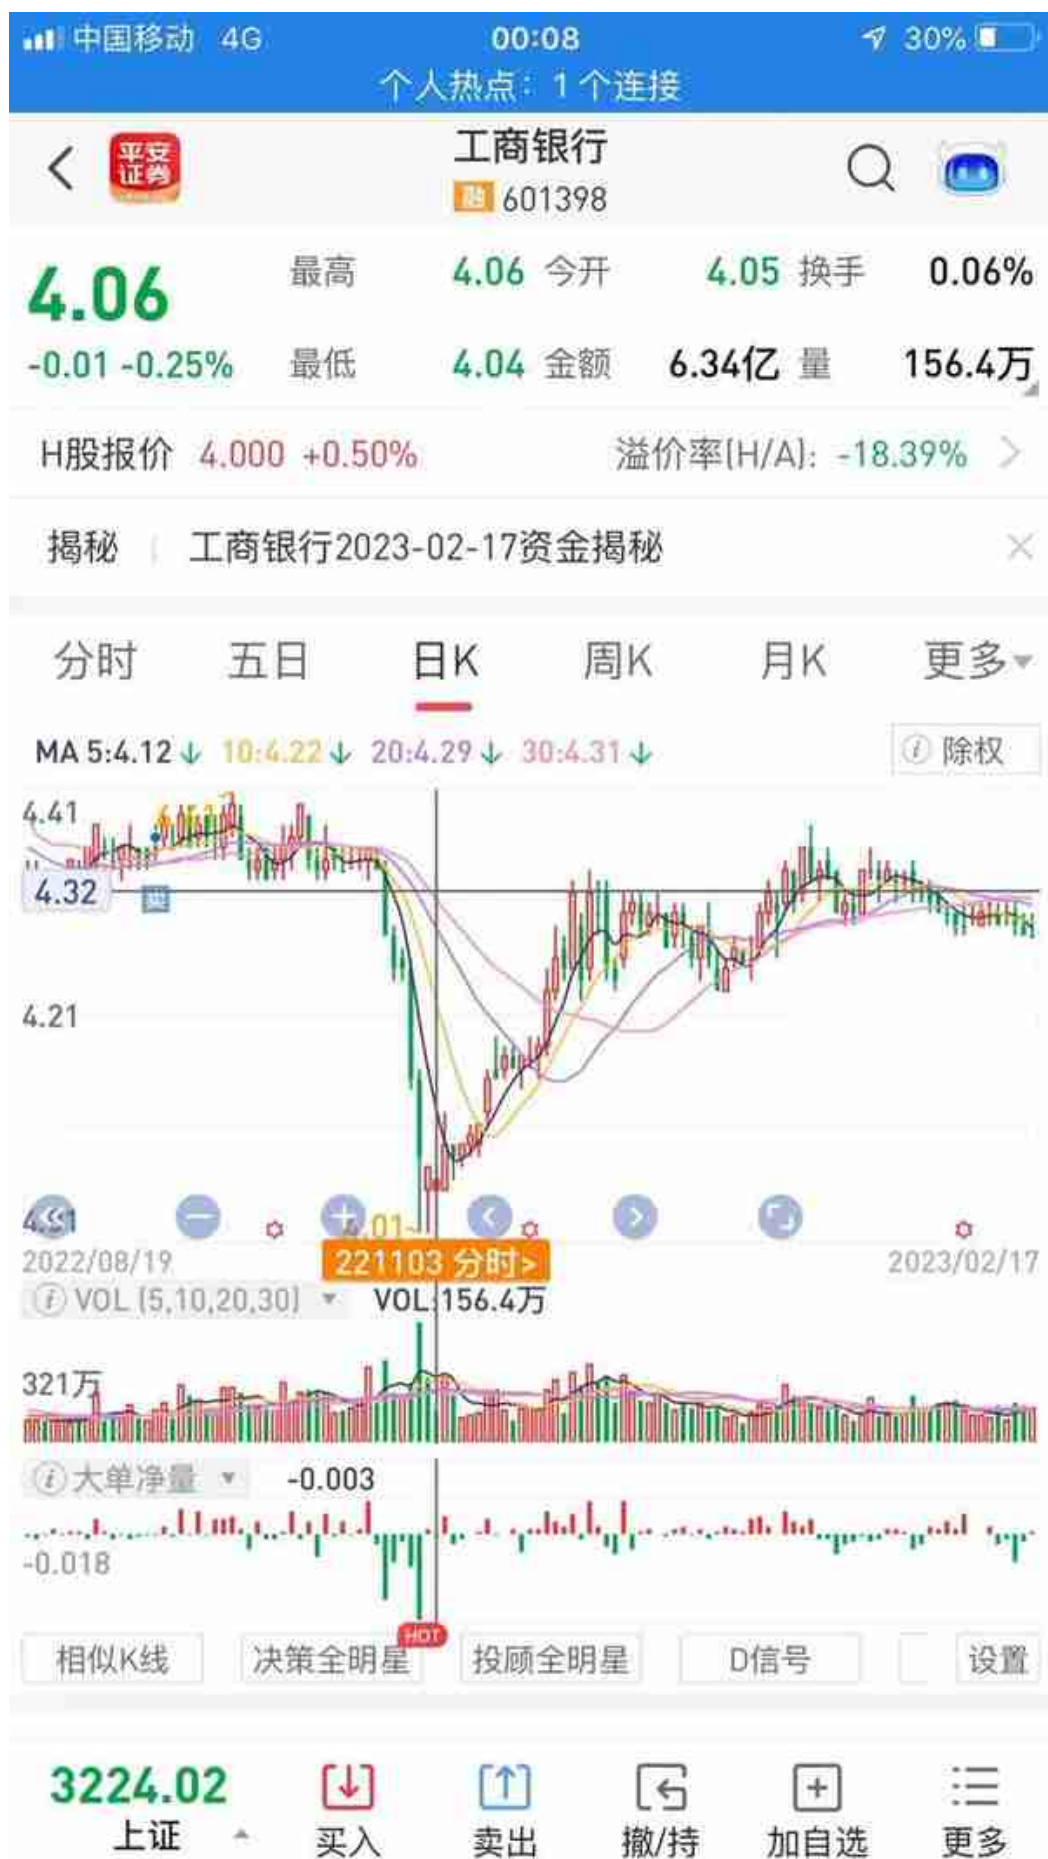 中国移动 4G 00:08 30%
个人热点：1 个连接
平安
证券
工商银行
融 601398
4.06 最高 4.06 今开 4.05 换手 0.06%
-0.01 -0.25% 最低 4.04 金额 6.34亿 量 156.4万
H股报价 4.000 +0.50% 溢价率(H/A): -18.39%
揭秘 工商银行2023-02-17资金揭秘
分时 五日 日K 周K 月K 更多
MA 5:4.12↓ 10:4.22↓ 20:4.29↓ 30:4.31↓ 除权
4.41
4.32
4.21
4.01
2022/08/19 221103 分时> 2023/02/17
VOL (5,10,20,30) VOL:156.4万
321万
大单净量 -0.003
-0.018
HOT
相似K线 决策全明星 投顾全明星 D信号 设置
3224.02
上证 买入 卖出 撤/持 加自选 更多